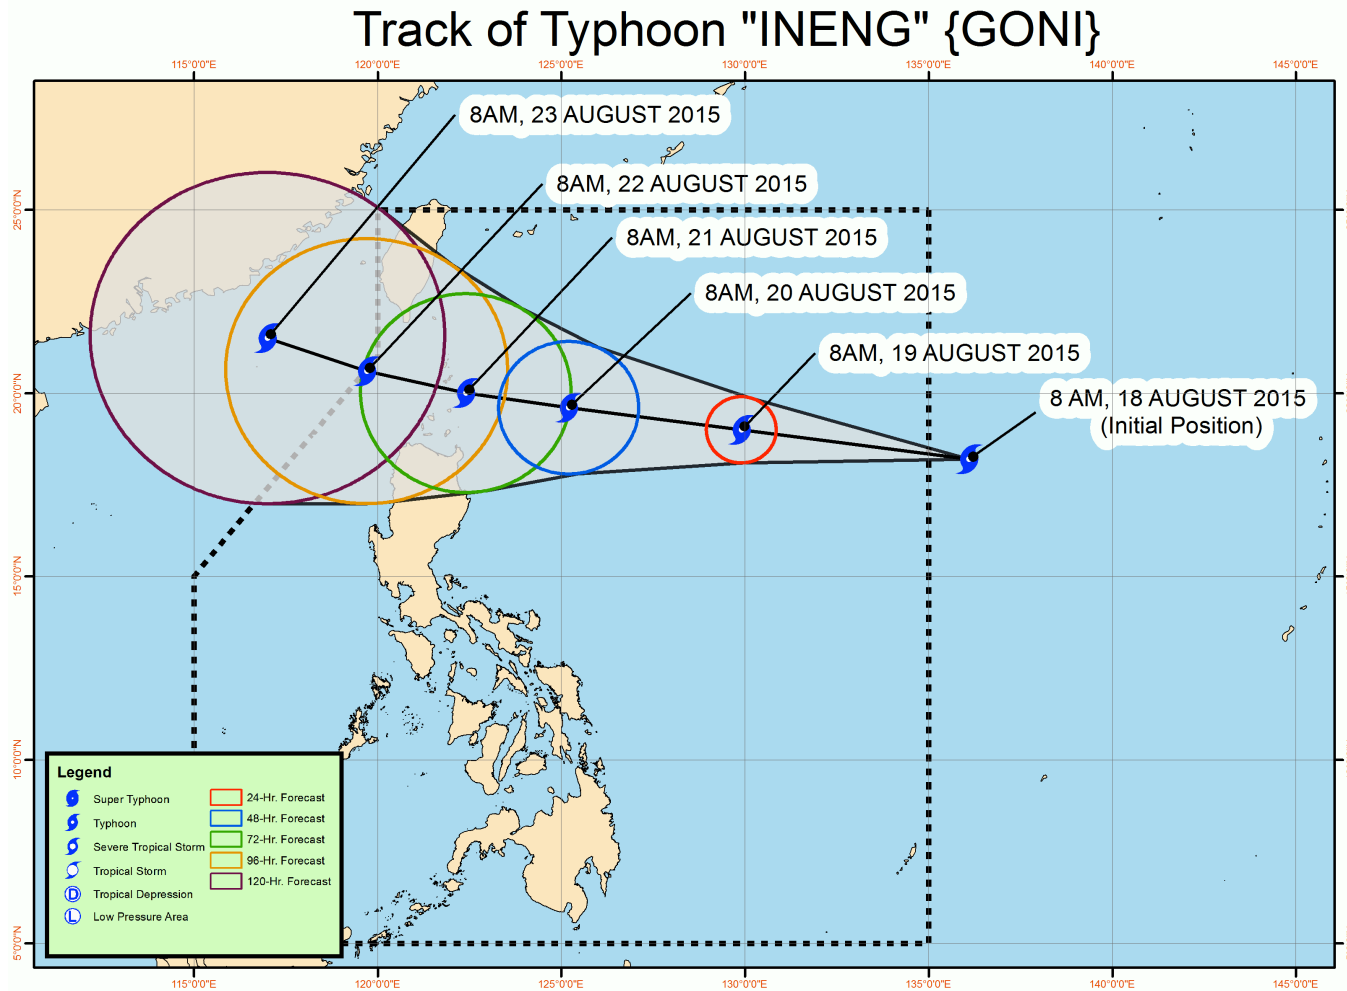 Track of Typhoon "INENG" {GONI}
115°0'0"E
120°0'0"E
125°0'0"E
130°0'0"E
135°0'0"E
140°0'0"E
145°0'0"E
8AM, 23 AUGUST 2015
8AM, 22 AUGUST 2015
8AM, 21 AUGUST 2015
8AM, 20 AUGUST 2015
8AM, 19 AUGUST 2015
8 AM, 18 AUGUST 2015
(Initial Position)
25°0'0"N
20°0'0"N
15°0'0"N
10°0'0"N
5°0'0"N
Legend
Super Typhoon
Typhoon
Severe Tropical Storm
Tropical Storm
D Tropical Depression
L Low Pressure Area
24-Hr. Forecast
48-Hr. Forecast
72-Hr. Forecast
96-Hr. Forecast
120-Hr. Forecast
115°0'0"E
120°0'0"E
125°0'0"E
130°0'0"E
135°0'0"E
140°0'0"E
145°0'0"E